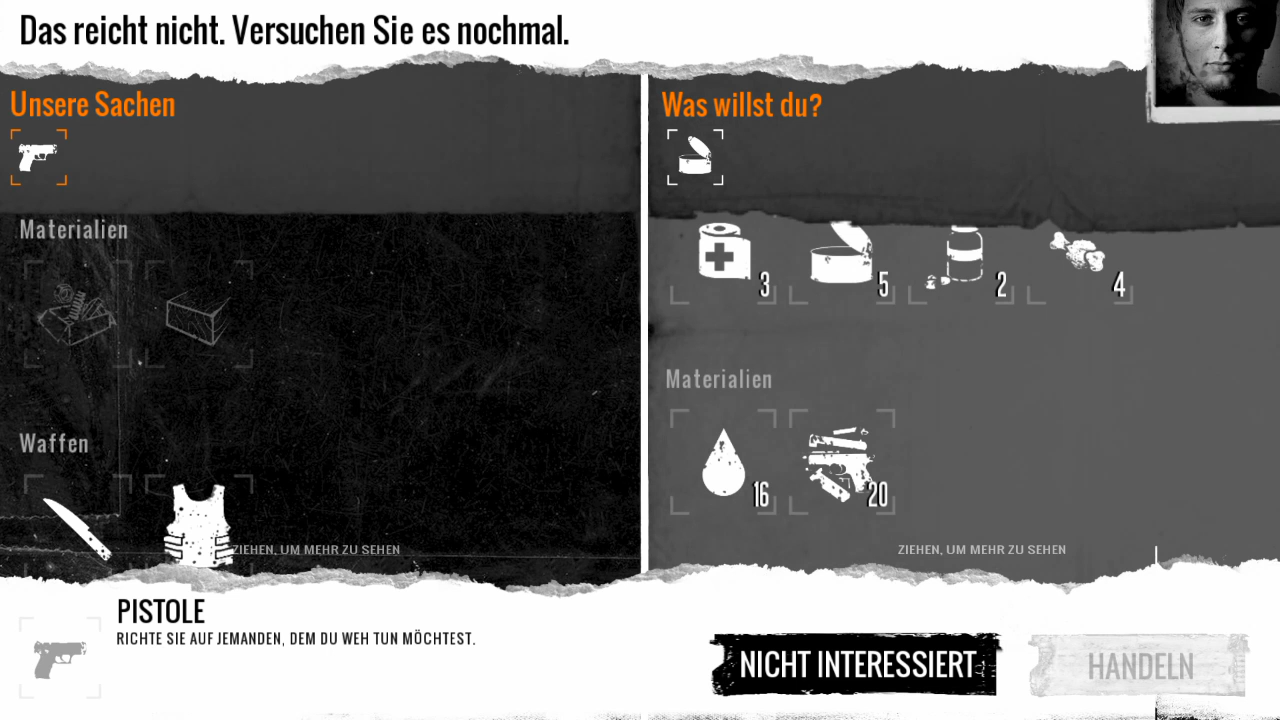 Das reicht nicht. Versuchen Sie es nochmal.
Unsere Sachen
Was willst du?
Materialien
3
5
2
4
Materialien
Waffen
16
20
ZIEHEN, UM MEHR ZU SEHEN
ZIEHEN, UM MEHR ZU SEHEN
PISTOLE
RICHTE SIE AUF JEMANDEN, DEM DU WEH TUN MÖCHTEST.
NICHT INTERESSIERT
HANDELN